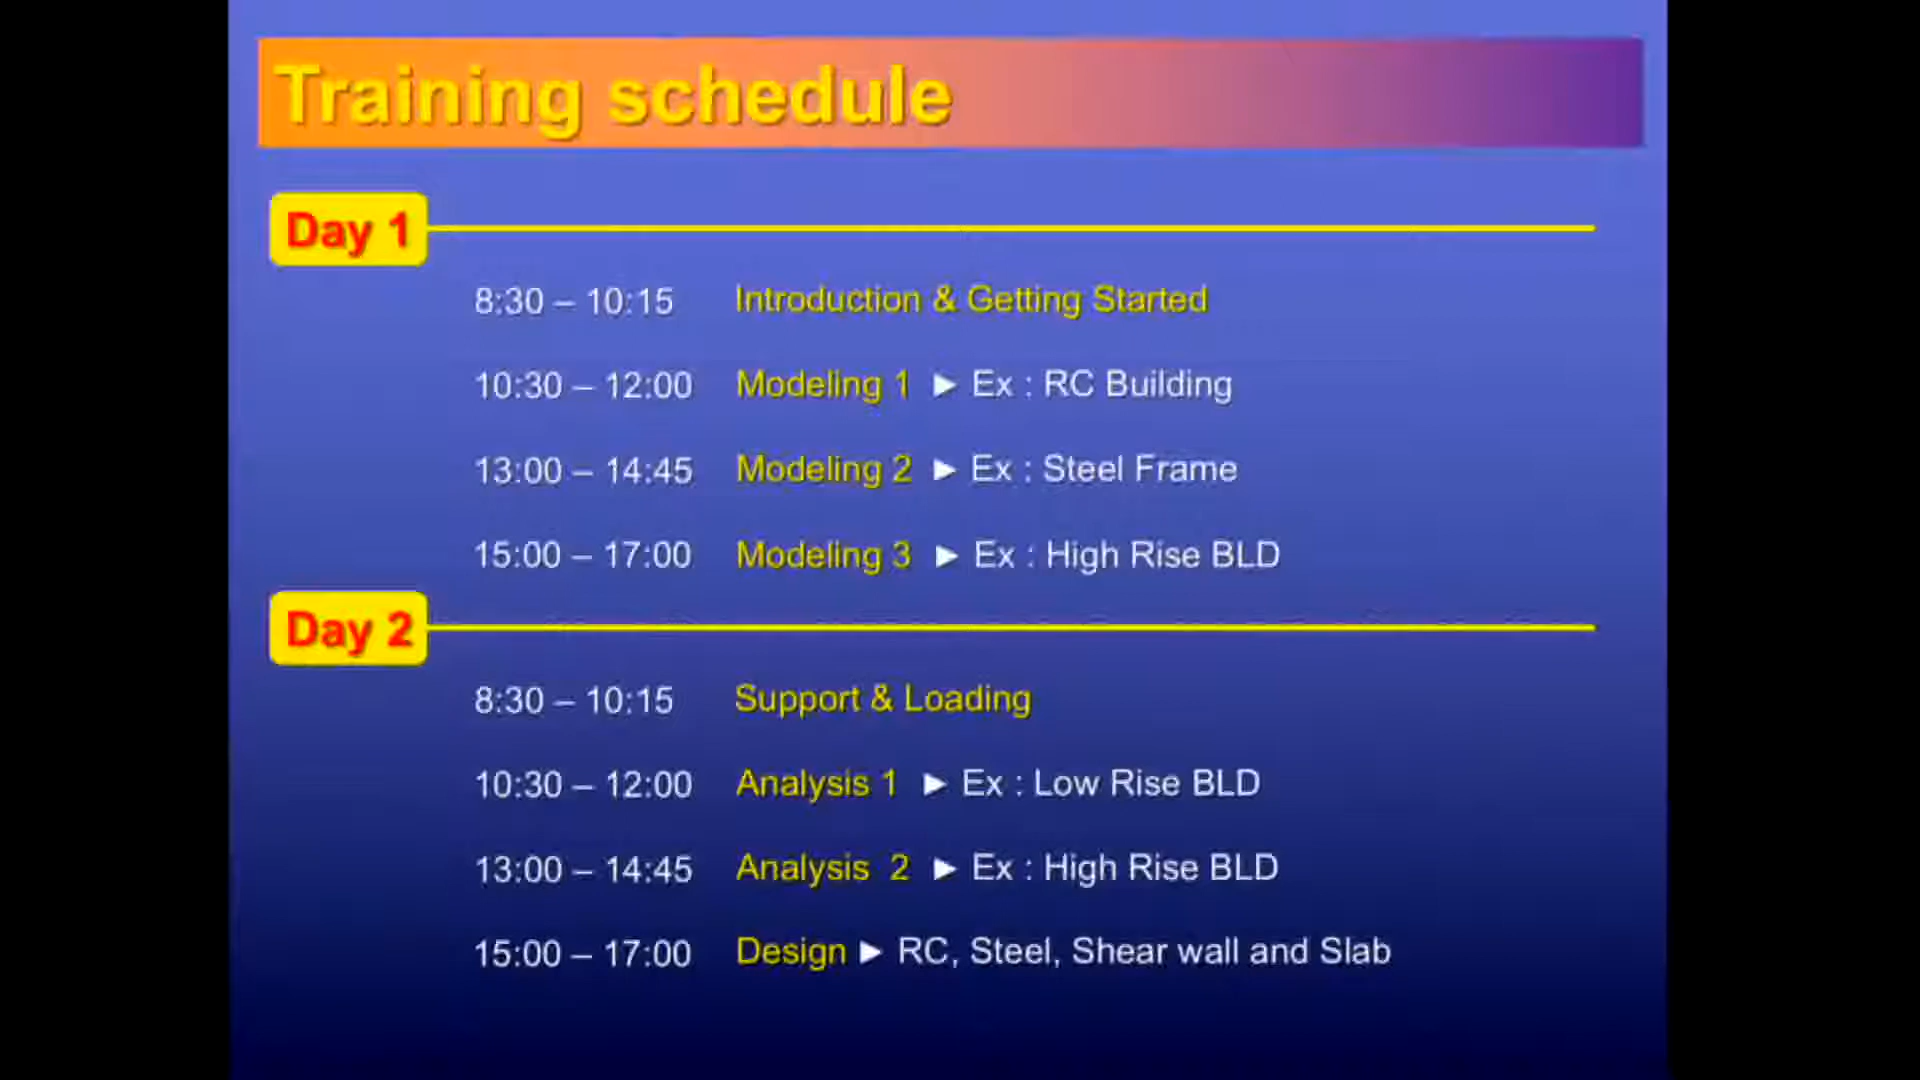 Training schedule
Day 1
8:30 – 10:15 Introduction & Getting Started
10:30 – 12:00 Modeling 1 ► Ex : RC Building
13:00 – 14:45 Modeling 2 ► Ex : Steel Frame
15:00 – 17:00 Modeling 3 ► Ex : High Rise BLD
Day 2
8:30 – 10:15 Support & Loading
10:30 – 12:00 Analysis 1 ► Ex : Low Rise BLD
13:00 – 14:45 Analysis 2 ► Ex : High Rise BLD
15:00 – 17:00 Design ► RC, Steel, Shear wall and Slab